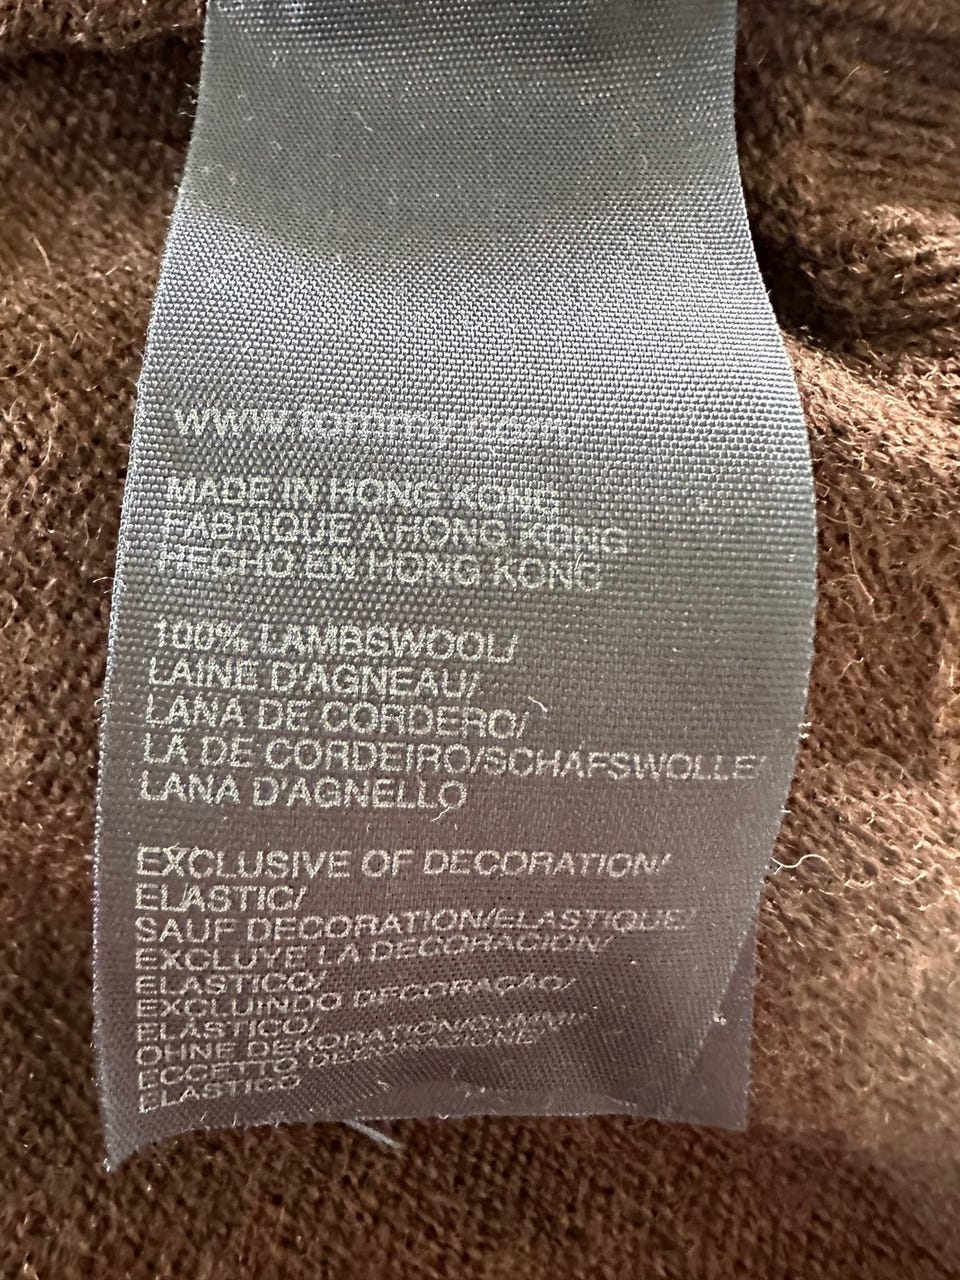 www.tommy.com
MADE IN HONG KONG
FABRIQUE A HONG KONG
HECHO EN HONG KONG
100% LAMBSWOOL/
LAINE D'AGNEAU/
LANA DE CORDERO/
LÃ DE CORDEIRO/SCHAFSWOLLE/
LANA D'AGNELLO
EXCLUSIVE OF DECORATION/
ELASTIC/
SAUF DECORATION/ELASTIQUE/
EXCLUYE LA DECORACION/
ELASTICO/
EXCLUINDO DECORAÇÃO/
ELÁSTICO/
OHNE DEKORATION/GUMMI/
ECCETTO DECORAZIONE
ELASTICO